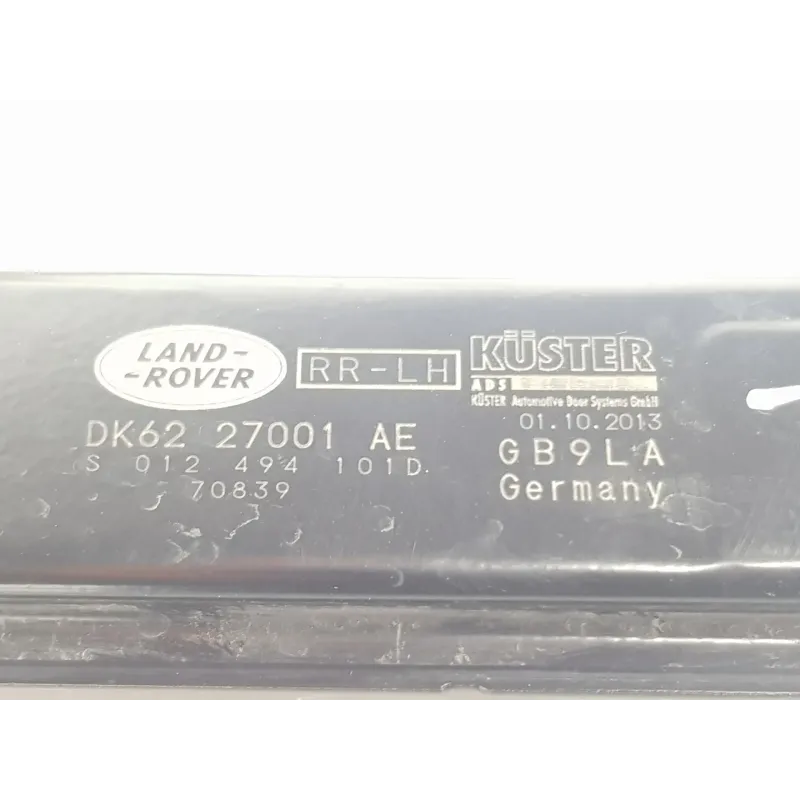 LAND-
-ROVER
RR-LH
DK62 27001 AE
S 012 494 101D
70839
KÜSTER
ADS
KÜSTER Automotive Door Systems GmbH
01.10.2013
GB9LA
Germany